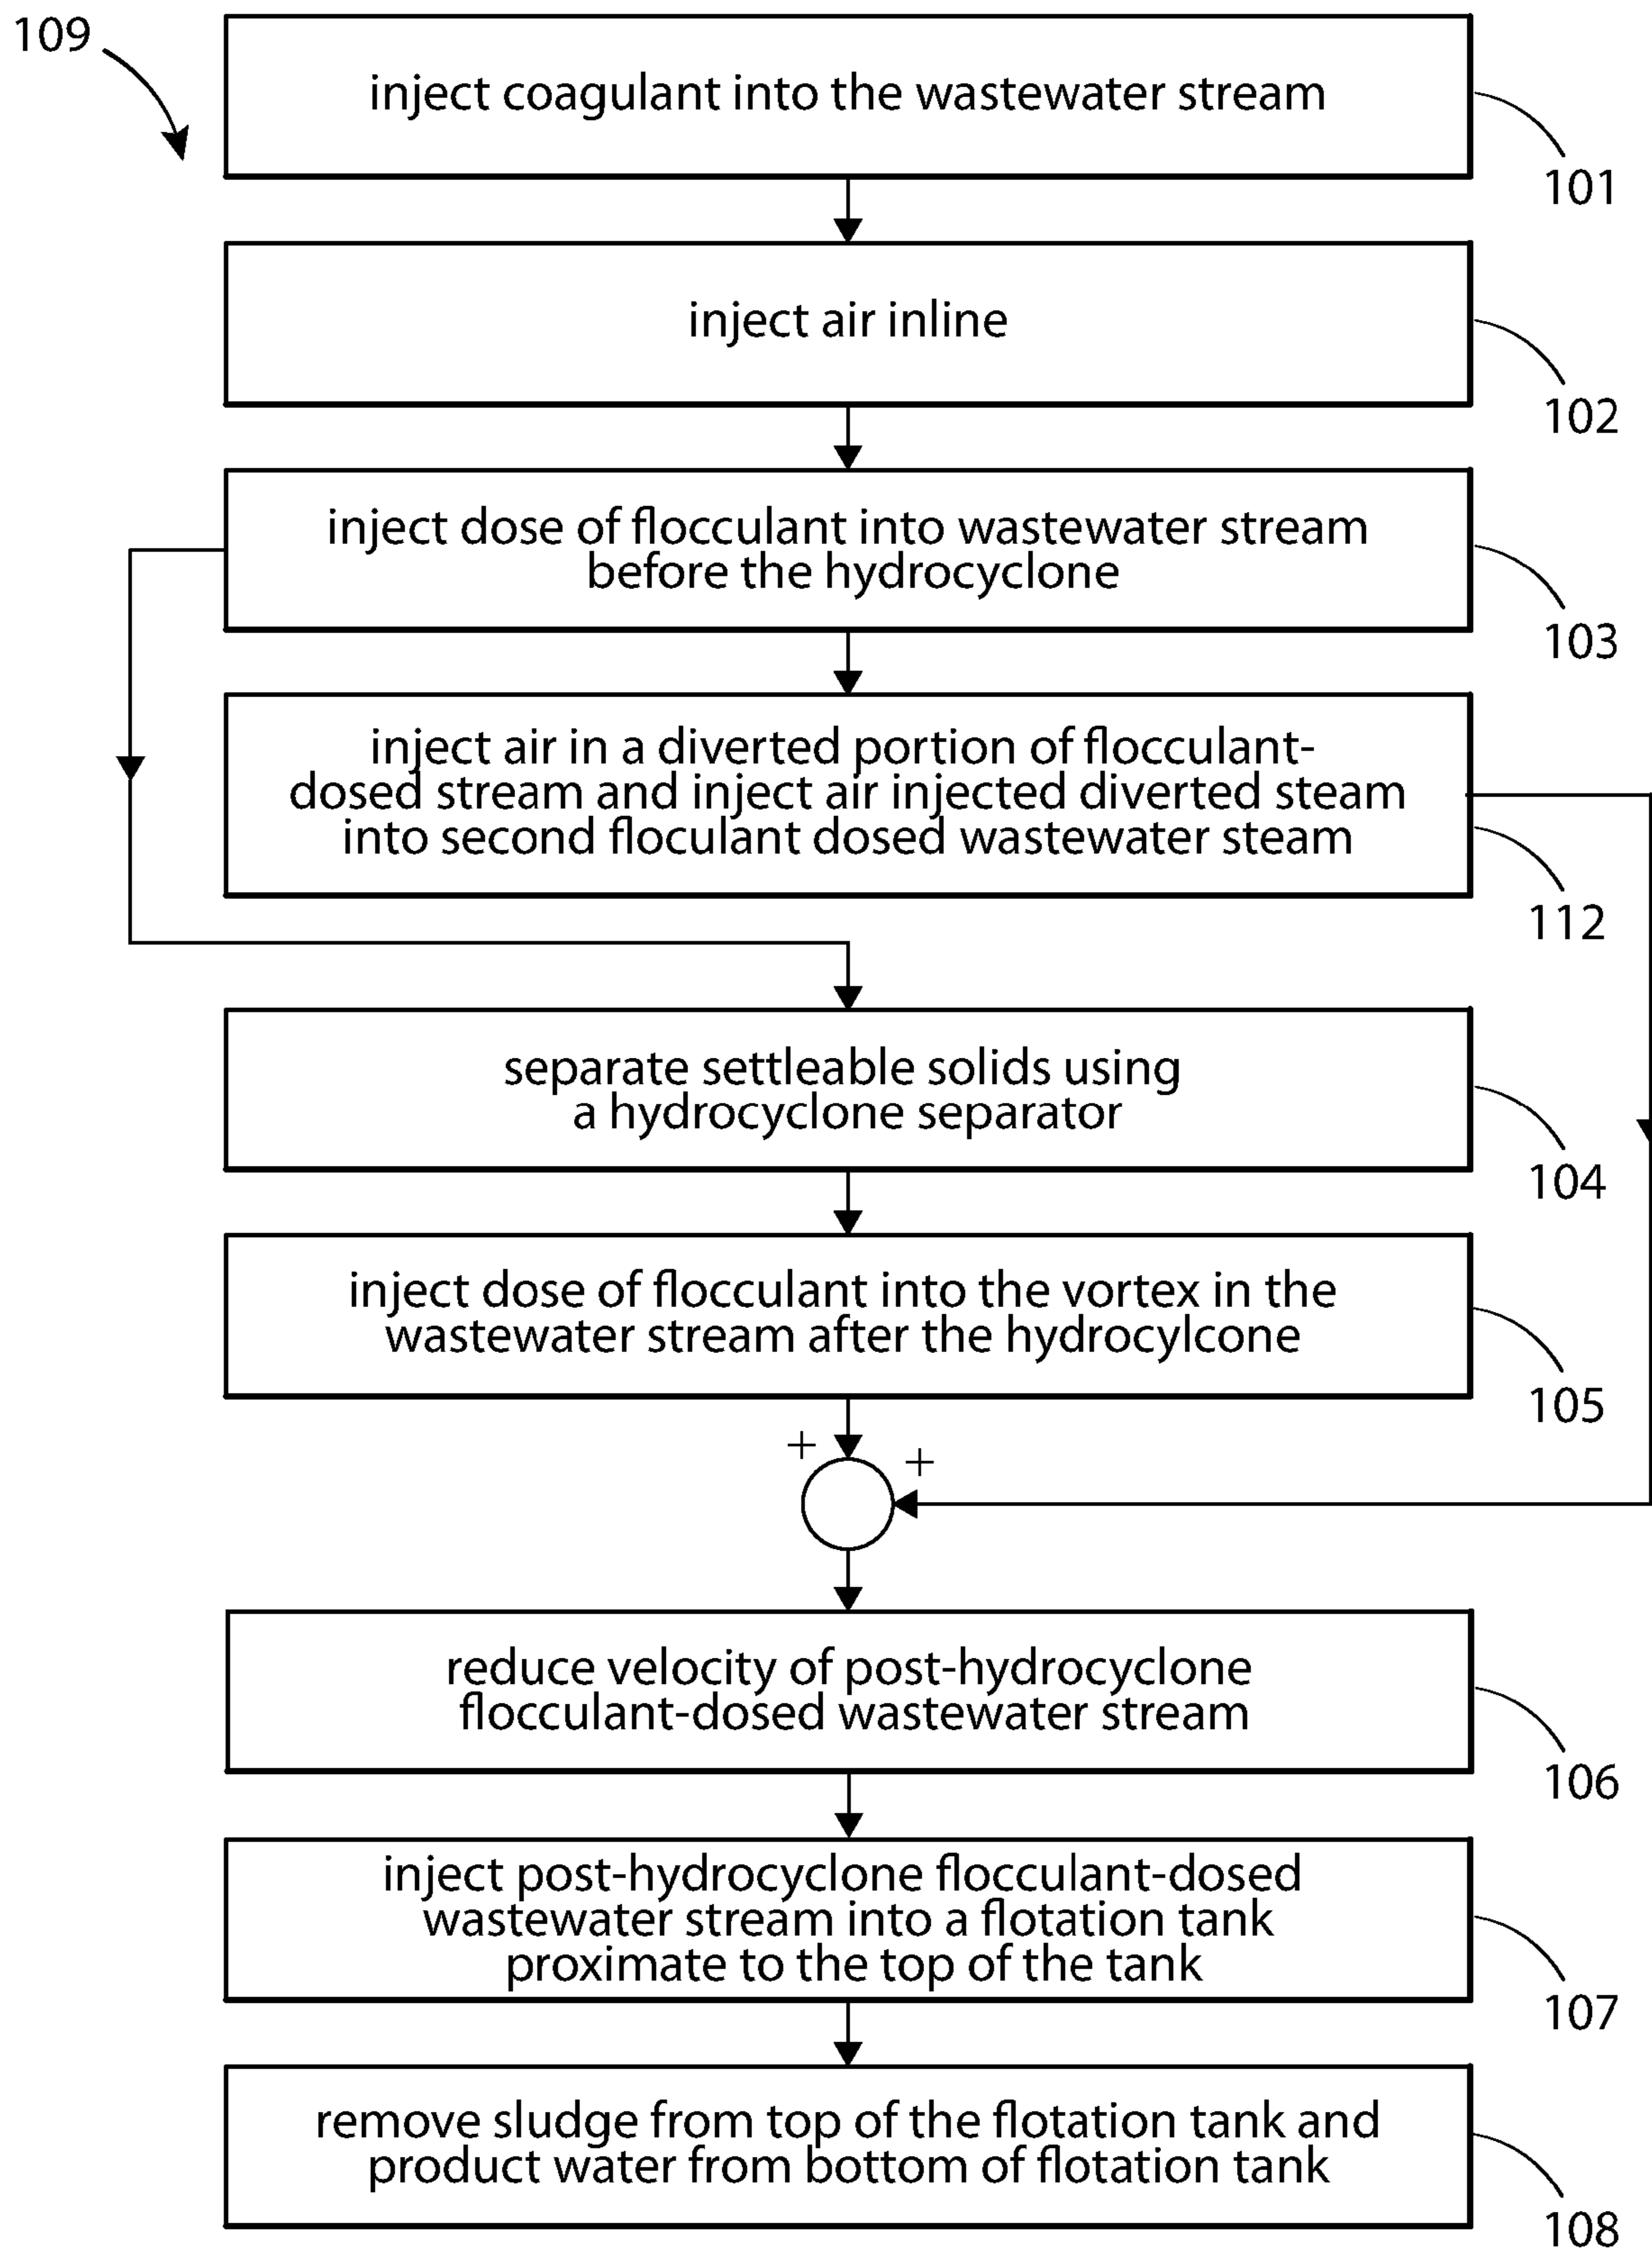 109
inject coagulant into the wastewater stream
101
inject air inline
102
inject dose of flocculant into wastewater stream
before the hydrocyclone
103
inject air in a diverted portion of flocculant-
dosed stream and inject air injected diverted steam
into second floculant dosed wastewater steam
112
separate settleable solids using
a hydrocyclone separator
104
inject dose of flocculant into the vortex in the
wastewater stream after the hydrocylcone
105
+
+
reduce velocity of post-hydrocyclone
flocculant-dosed wastewater stream
106
inject post-hydrocyclone flocculant-dosed
wastewater stream into a flotation tank
proximate to the top of the tank
107
remove sludge from top of the flotation tank and
product water from bottom of flotation tank
108